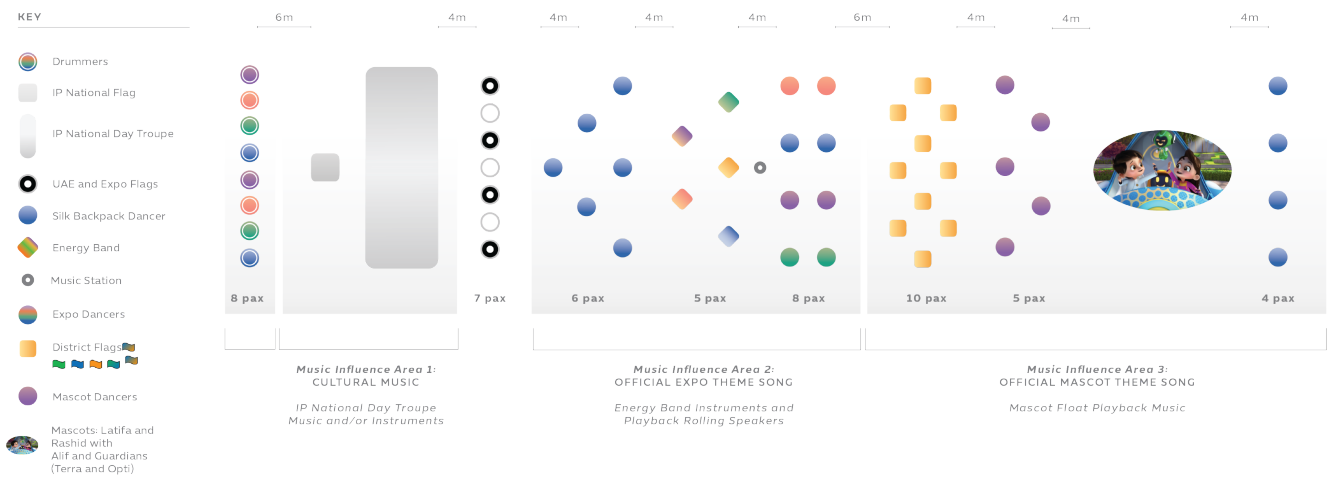 KEY
Drummers
IP National Flag
IP National Day Troupe
UAE and Expo Flags
Silk Backpack Dancer
Energy Band
Music Station
Expo Dancers
District Flags
Mascot Dancers
Mascots: Latifa and
Rashid with
Alif and Guardians
(Terra and Opti)
6m
4m
4m
4m
4m
6m
4m
4m
4m
8 pax
7 pax
6 pax
5 pax
8 pax
10 pax
5 pax
4 pax
Music Influence Area 1:
CULTURAL MUSIC
IP National Day Troupe
Music and/or Instruments
Music Influence Area 2:
OFFICIAL EXPO THEME SONG
Energy Band Instruments and
Playback Rolling Speakers
Music Influence Area 3:
OFFICIAL MASCOT THEME SONG
Mascot Float Playback Music